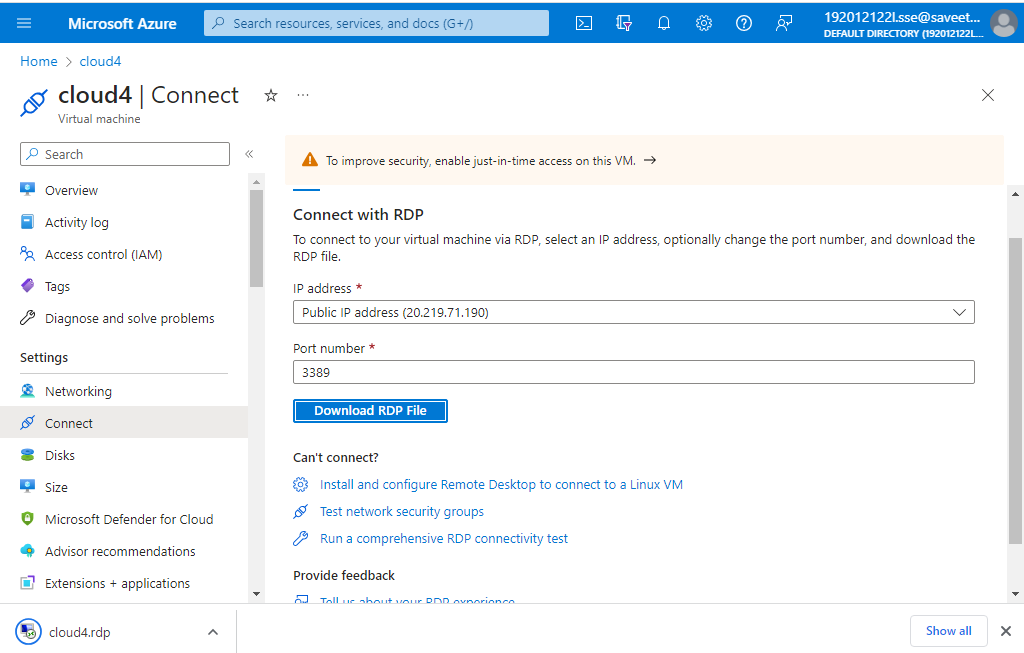 Microsoft Azure
Search resources, services, and docs (G+/)
192012122l.sse@saveet...
DEFAULT DIRECTORY (192012122L...
Home > cloud4
cloud4 | Connect
Virtual machine
Search
To improve security, enable just-in-time access on this VM.
Overview
Activity log
Access control (IAM)
Tags
Diagnose and solve problems
Settings
Networking
Connect
Disks
Size
Microsoft Defender for Cloud
Advisor recommendations
Extensions + applications
Connect with RDP
To connect to your virtual machine via RDP, select an IP address, optionally change the port number, and download the
RDP file.
IP address *
Public IP address (20.219.71.190)
Port number *
3389
Download RDP File
Can't connect?
Install and configure Remote Desktop to connect to a Linux VM
Test network security groups
Run a comprehensive RDP connectivity test
Provide feedback
Tell us about your RDP experience
cloud4.rdp
Show all